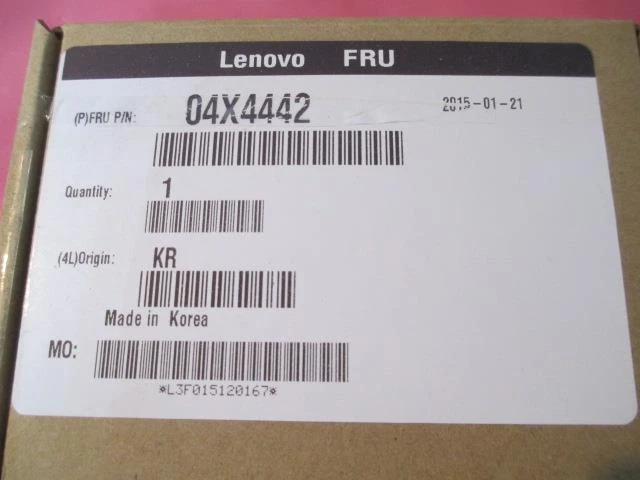 Lenovo FRU
(P)FRU P/N: 04X4442 2015-01-21
Quantity: 1
(4L)Origin: KR
Made in Korea
MO:
*L3F015120167*